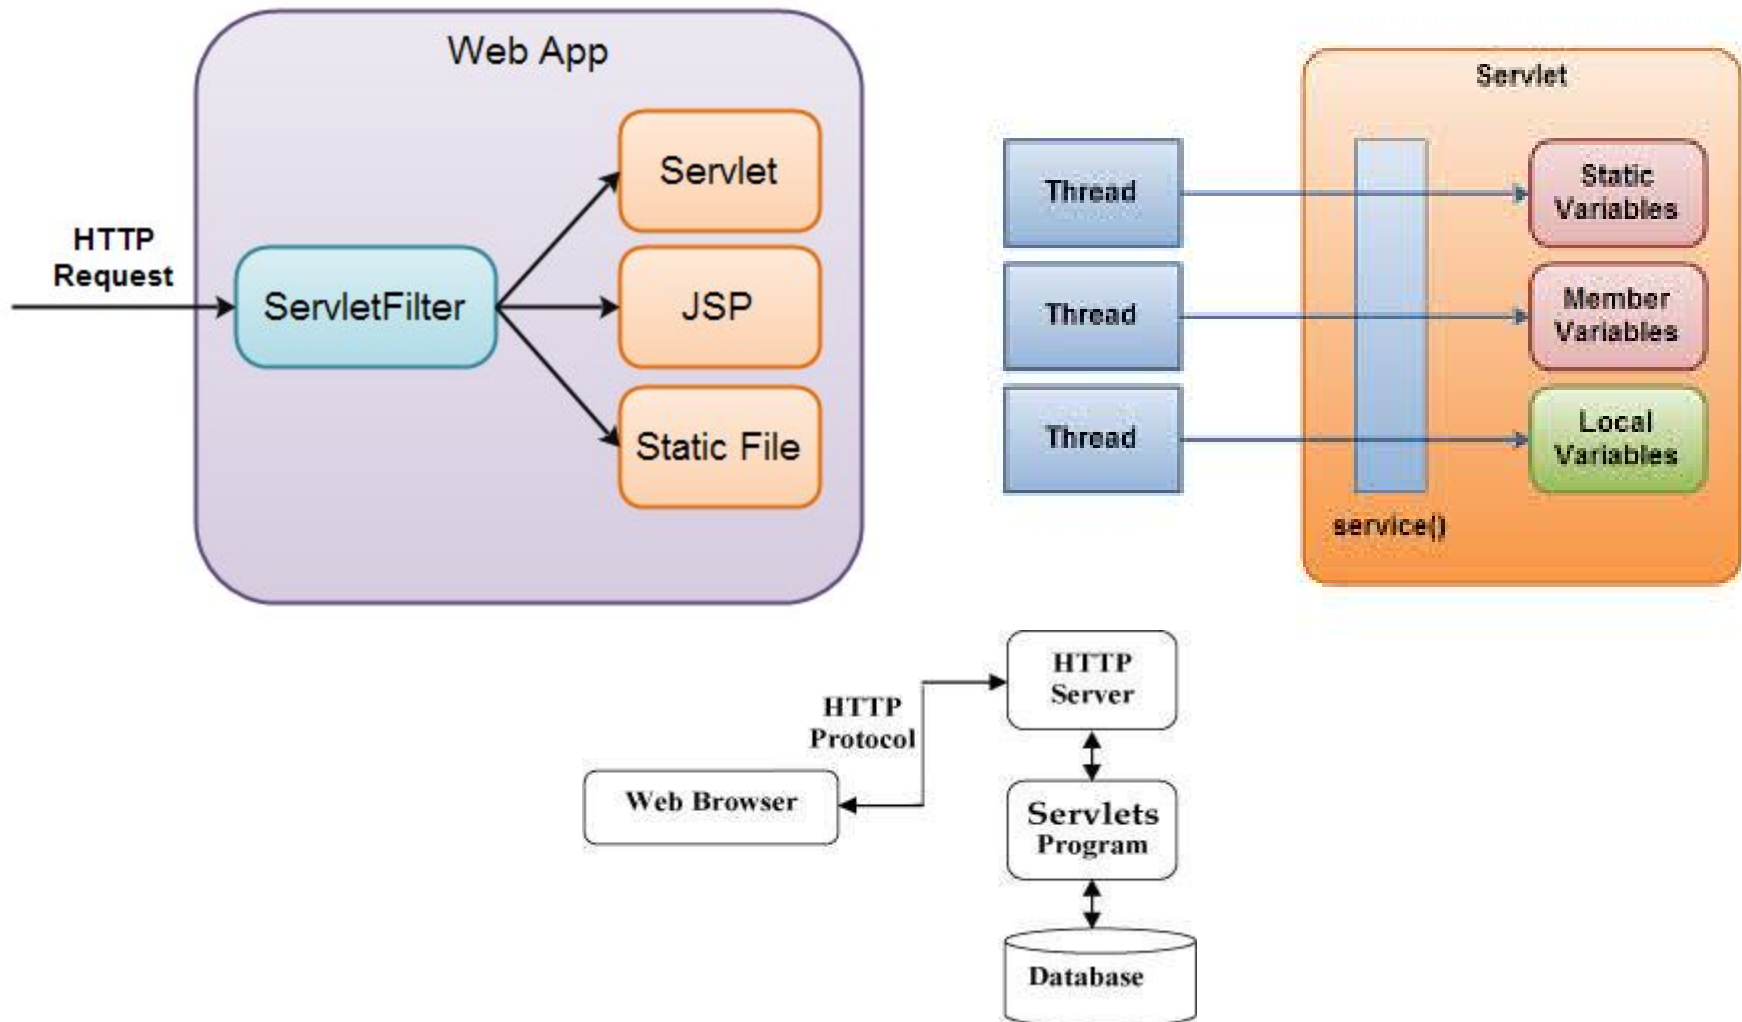 Web App
HTTP
Request
ServletFilter
Servlet
JSP
Static File
Servlet
Thread
Thread
Thread
Static
Variables
Member
Variables
Local
Variables
service()
HTTP
Protocol
Web Browser
HTTP
Server
Servlets
Program
Database